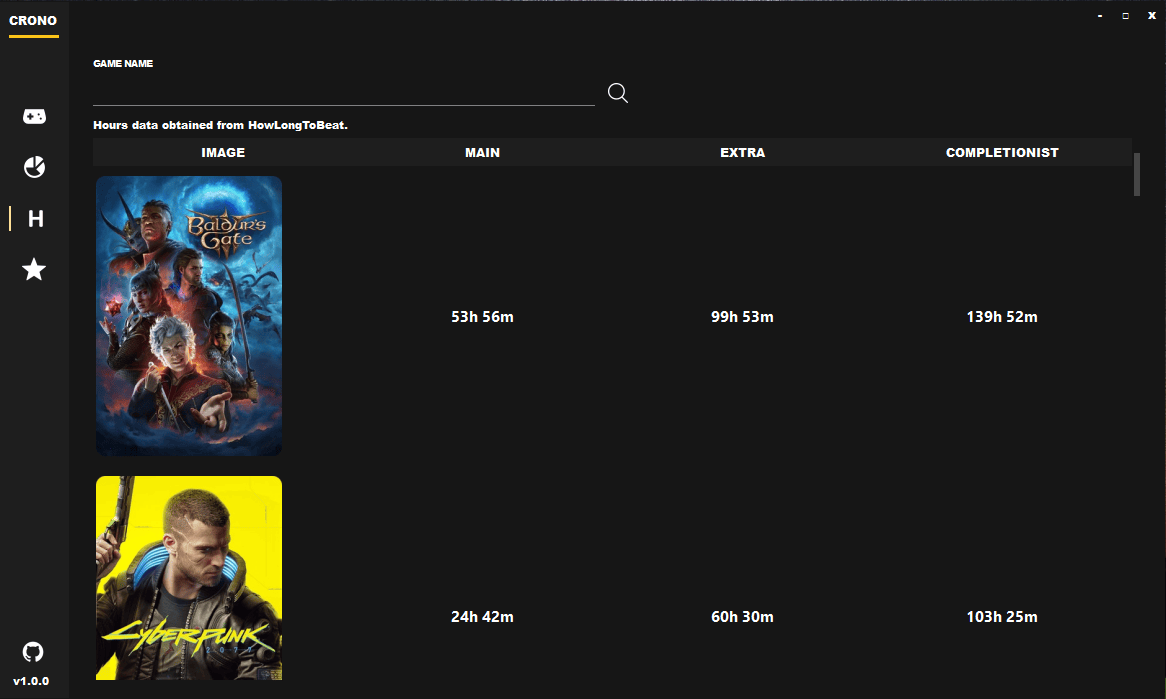 CRONO
- □ X
GAME NAME
Hours data obtained from HowLongToBeat.
IMAGE MAIN EXTRA COMPLETIONIST
Baldur's
Gate
53h 56m 99h 53m 139h 52m
H
Cyberpunk
2077
24h 42m 60h 30m 103h 25m
v1.0.0